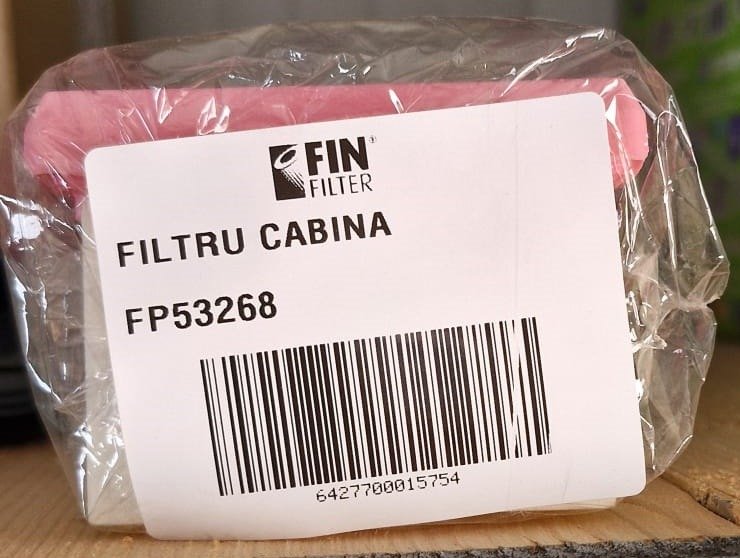 FIN
FILTER
FILTRU CABINA
FP53268
6427700015754